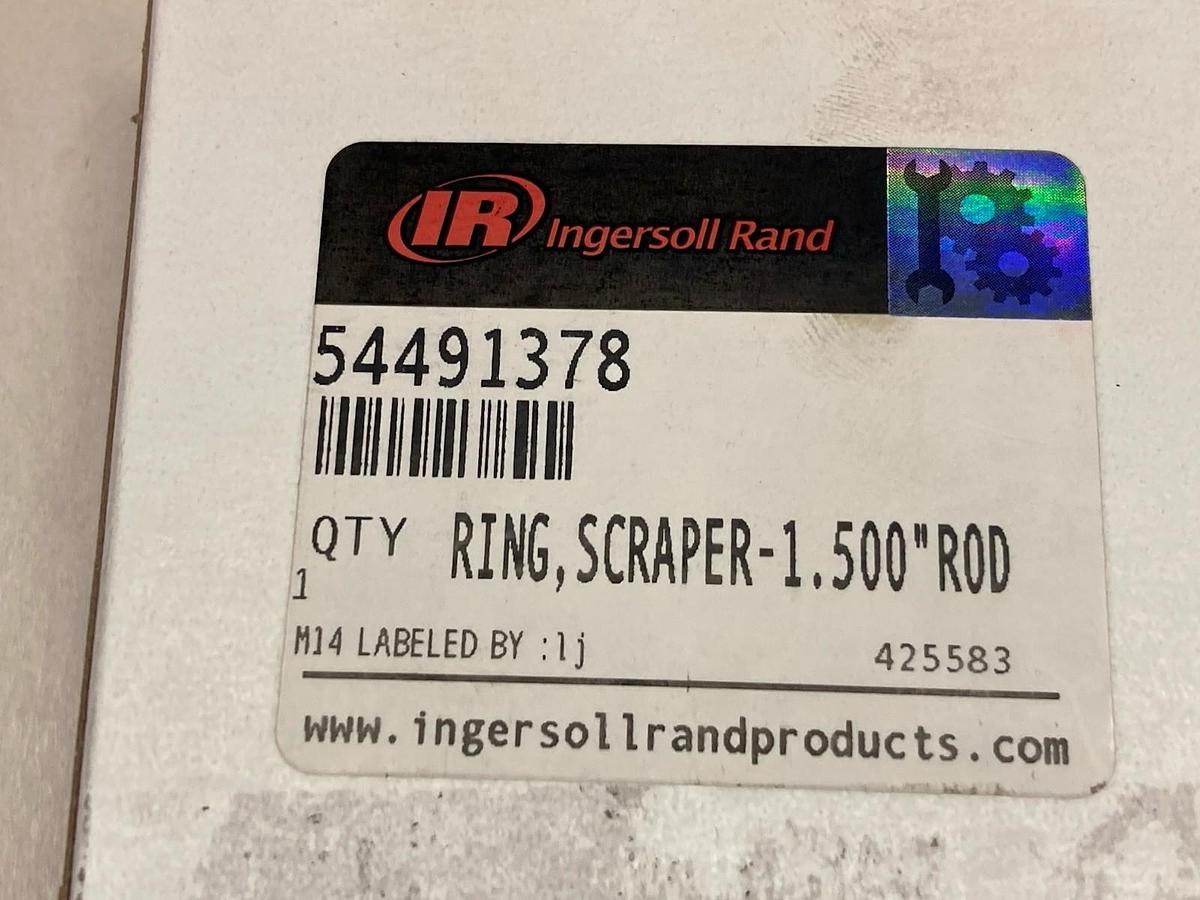 IR Ingersoll Rand
54491378
QTY RING,SCRAPER-1.500"ROD
1
M14 LABELED BY :lj 425583
www.ingersollrandproducts.com